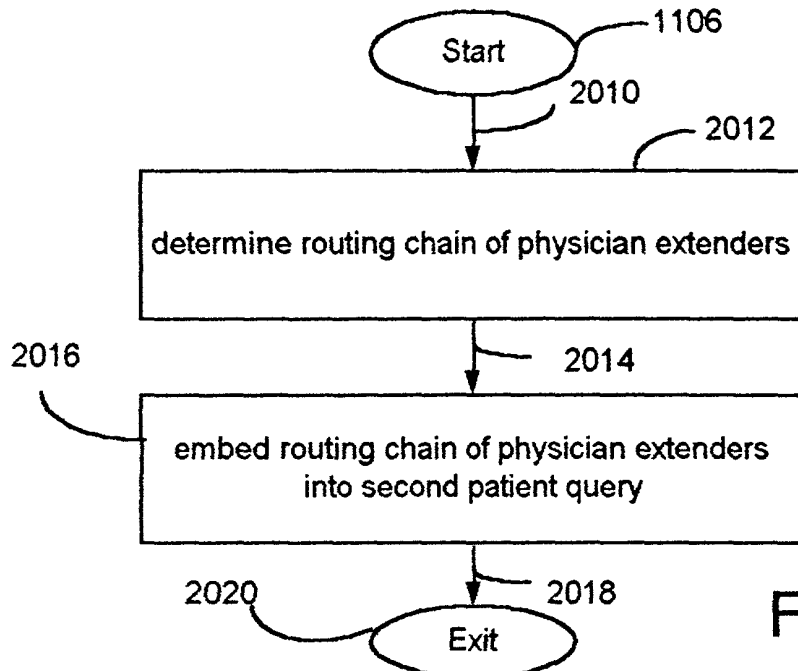 Start
1106
2010
2012
determine routing chain of physician extenders
2014
2016
embed routing chain of physician extenders
into second patient query
2018
2020
Exit
F